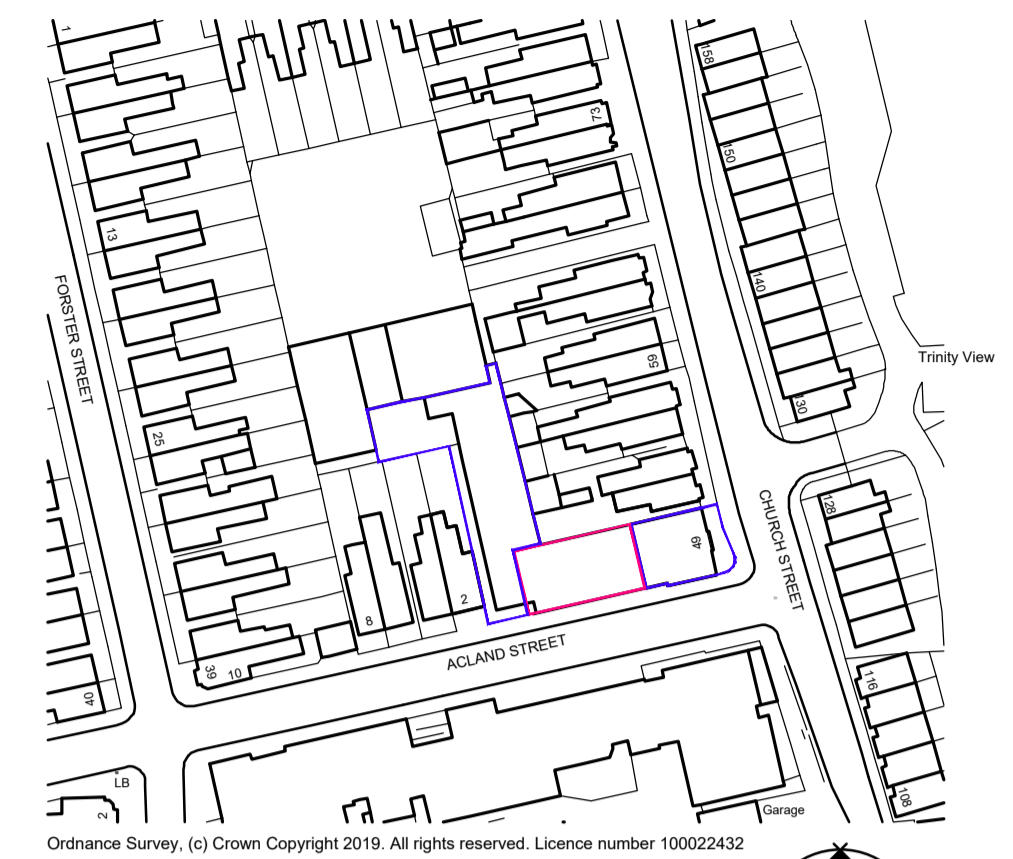 1
158
73
150
13
140
FORSTER STREET
Trinity View
59
130
25
128
CHURCH STREET
49
2
8
ACLAND STREET
39
10
116
40
LB
2
108
Garage
Ordnance Survey, (c) Crown Copyright 2019. All rights reserved. Licence number 100022432